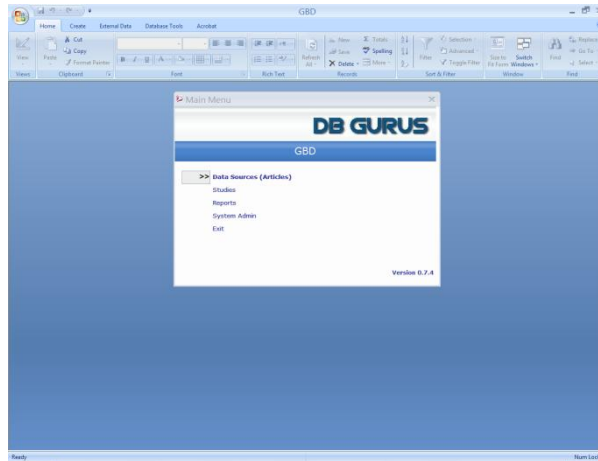 GBD
Home Create External Data Database Tools Acrobat
View
Paste
Cut
Copy
Format Painter
Refresh All
New
Save
Delete
Totals
Spelling
More
Filter
Selection
Advanced
Toggle Filter
Size to Fit Form
Switch Windows
Find
Replace
Go To
Select
Views Clipboard Font Rich Text Records Sort & Filter Window Find
Main Menu
DB GURUS
GBD
>> Data Sources (Articles)
Studies
Reports
System Admin
Exit
Version 0.7.4
Ready
Num Lock